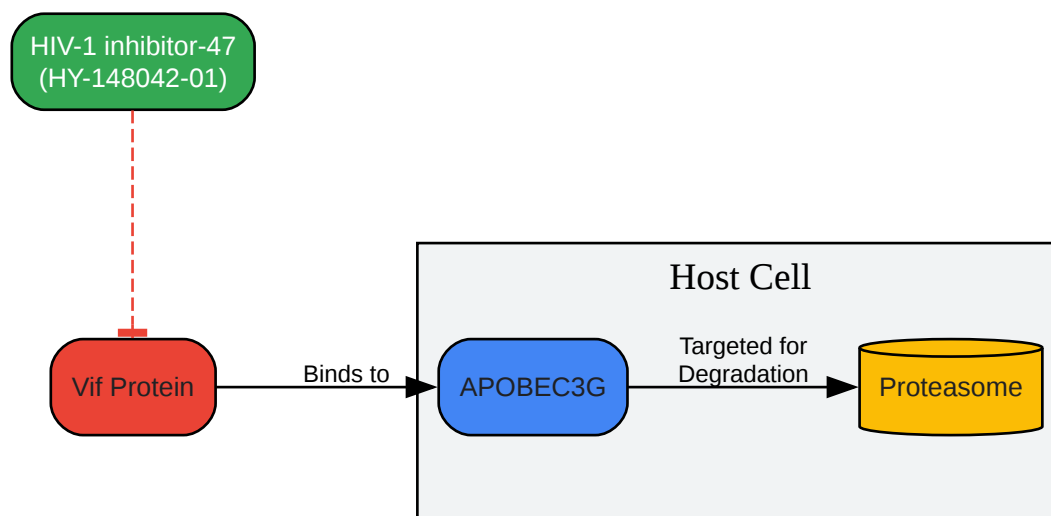 HIV-1 inhibitor-47
(HY-148042-01)
Host Cell
Vif Protein
Binds to
APOBEC3G
Targeted for
Degradation
Proteasome